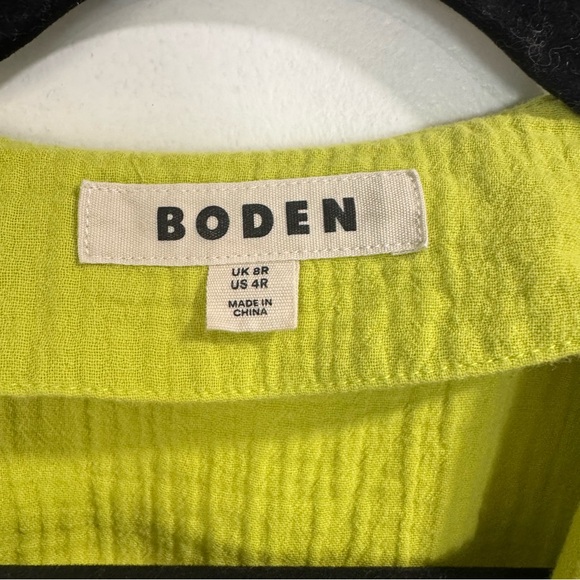 BODEN
UK 8R
US 4R
MADE IN
CHINA